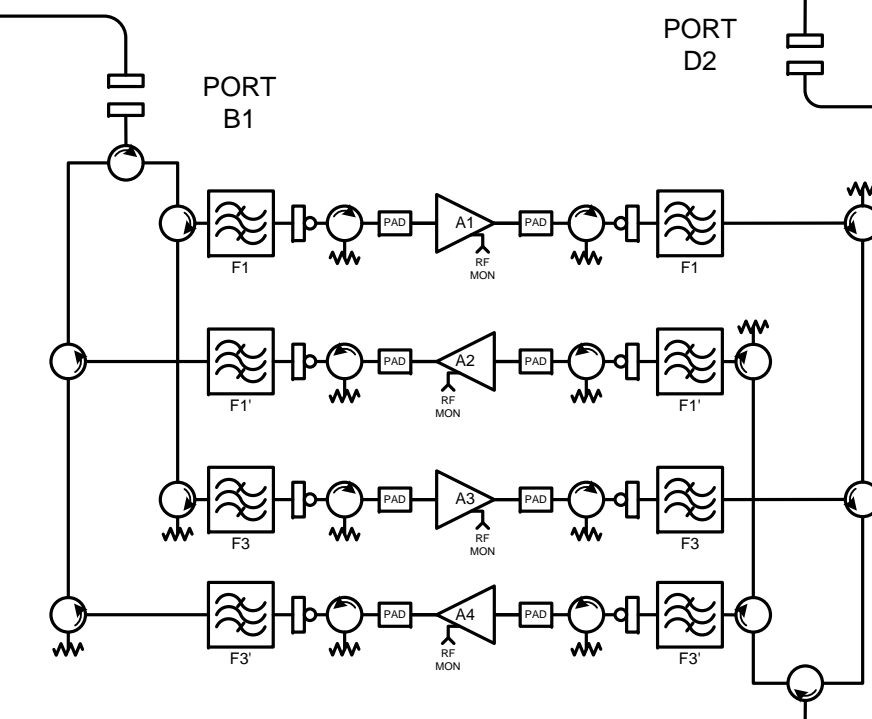 PORT
D2
PORT
B1
PAD
A1
PAD
F1
RF
MON
F1
PAD
A2
PAD
F1'
RF
MON
F1'
PAD
A3
PAD
F3
RF
MON
F3
PAD
A4
PAD
F3'
RF
MON
F3'